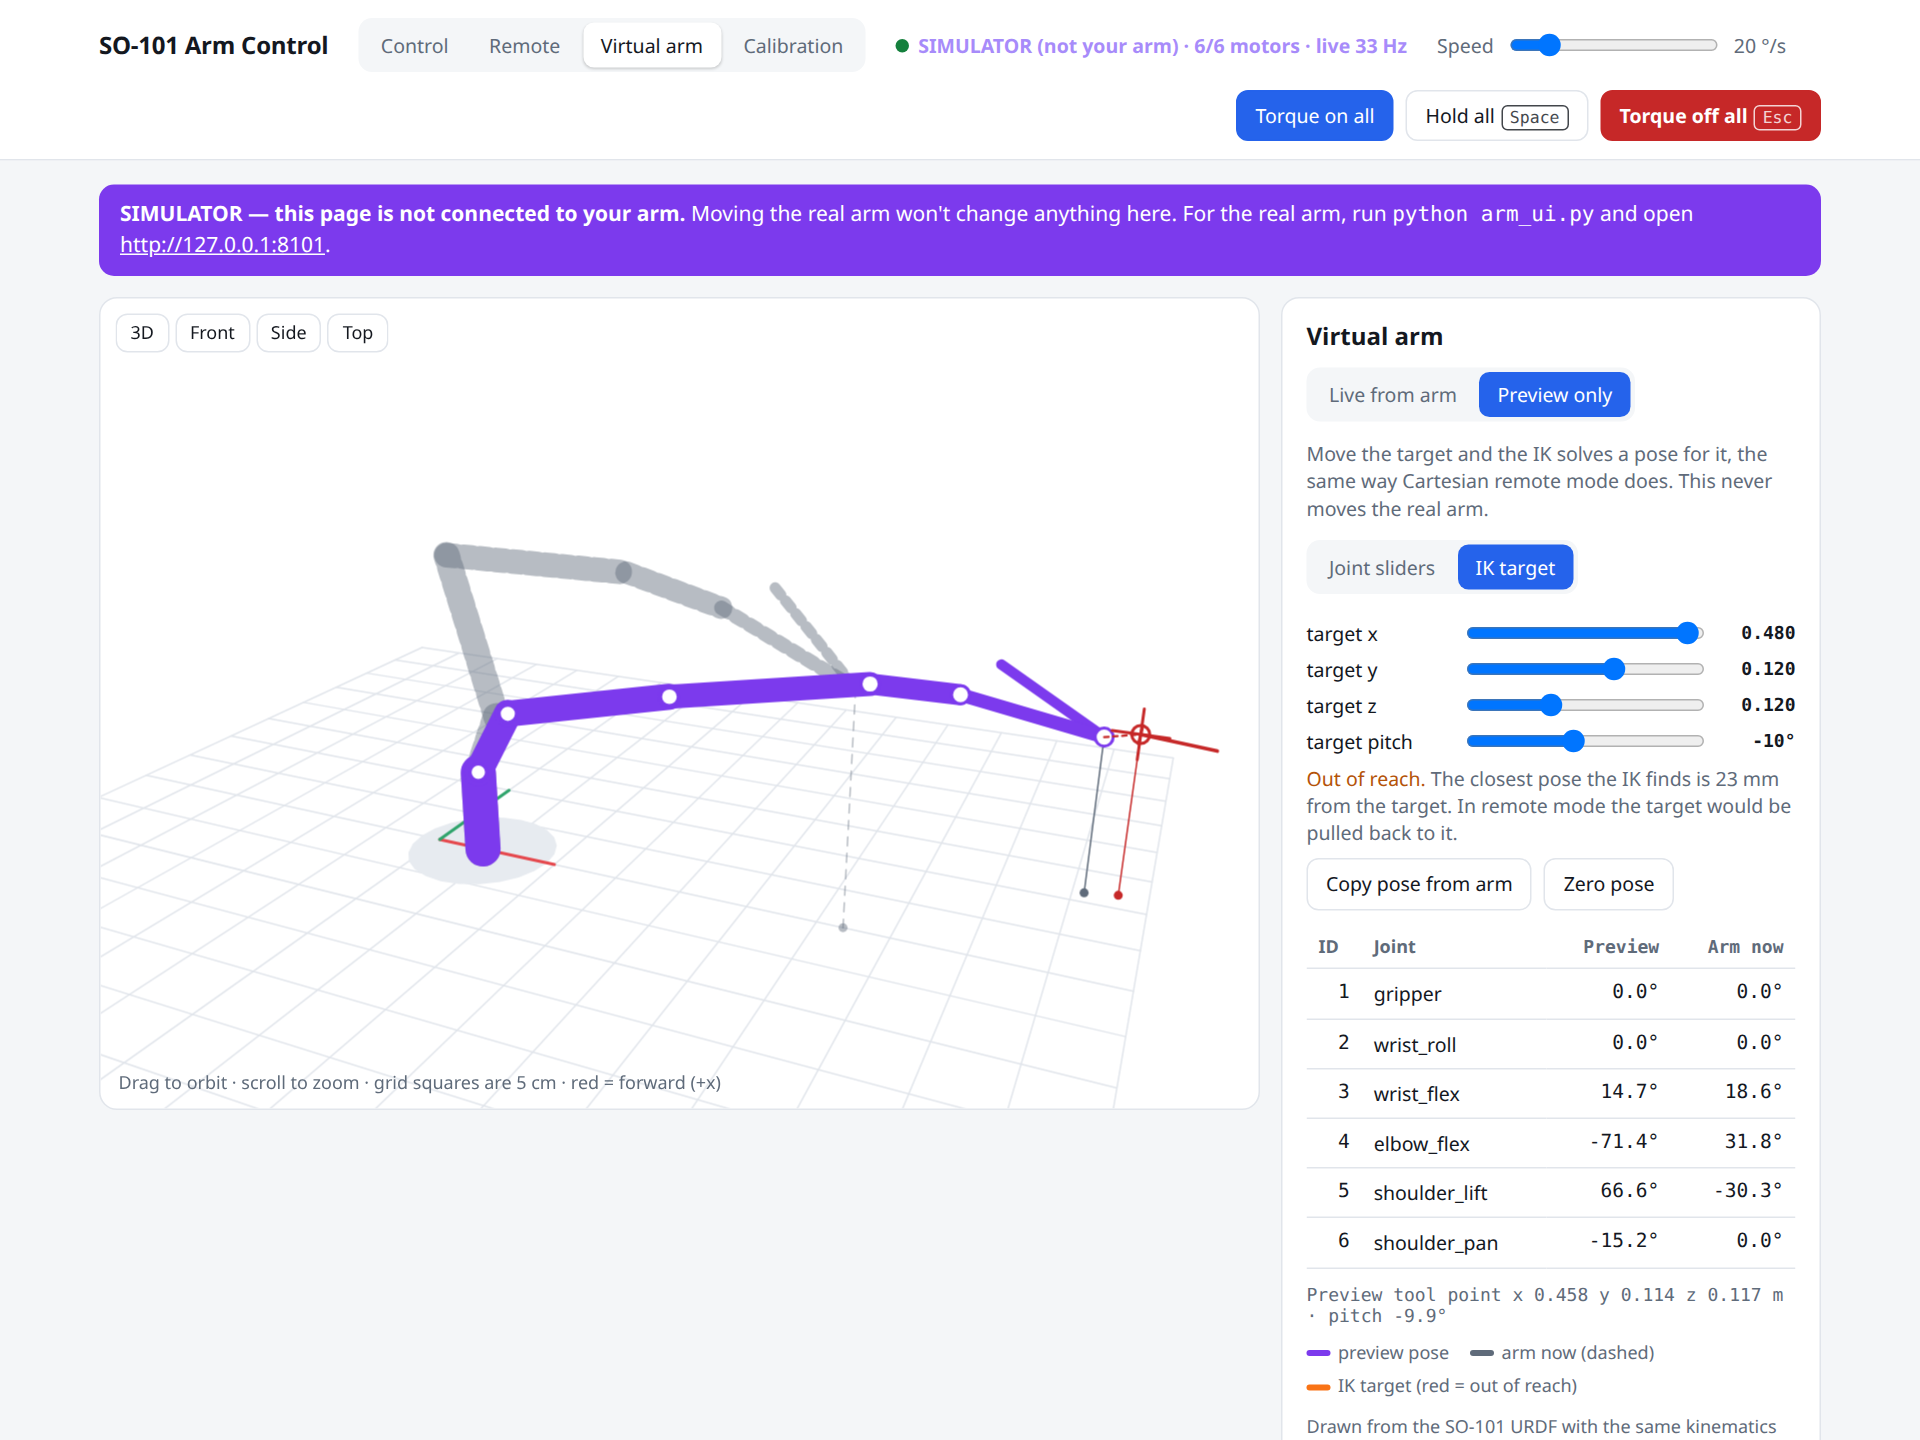 SO-101 Arm Control
Control
Remote
Virtual arm
Calibration
SIMULATOR (not your arm) · 6/6 motors · live 33 Hz
Speed
20 °/s
Torque on all
Hold all Space
Torque off all Esc
SIMULATOR — this page is not connected to your arm. Moving the real arm won't change anything here. For the real arm, run python arm_ui.py and open
http://127.0.0.1:8101.
3D
Front
Side
Top
Drag to orbit · scroll to zoom · grid squares are 5 cm · red = forward (+x)
Virtual arm
Live from arm
Preview only
Move the target and the IK solves a pose for it, the
same way Cartesian remote mode does. This never
moves the real arm.
Joint sliders
IK target
target x 0.480
target y 0.120
target z 0.120
target pitch -10°
Out of reach. The closest pose the IK finds is 23 mm
from the target. In remote mode the target would be
pulled back to it.
Copy pose from arm
Zero pose
ID Joint Preview Arm now
1 gripper 0.0° 0.0°
2 wrist_roll 0.0° 0.0°
3 wrist_flex 14.7° 18.6°
4 elbow_flex -71.4° 31.8°
5 shoulder_lift 66.6° -30.3°
6 shoulder_pan -15.2° 0.0°
Preview tool point x 0.458 y 0.114 z 0.117 m
· pitch -9.9°
preview pose
arm now (dashed)
IK target (red = out of reach)
Drawn from the SO-101 URDF with the same kinematics